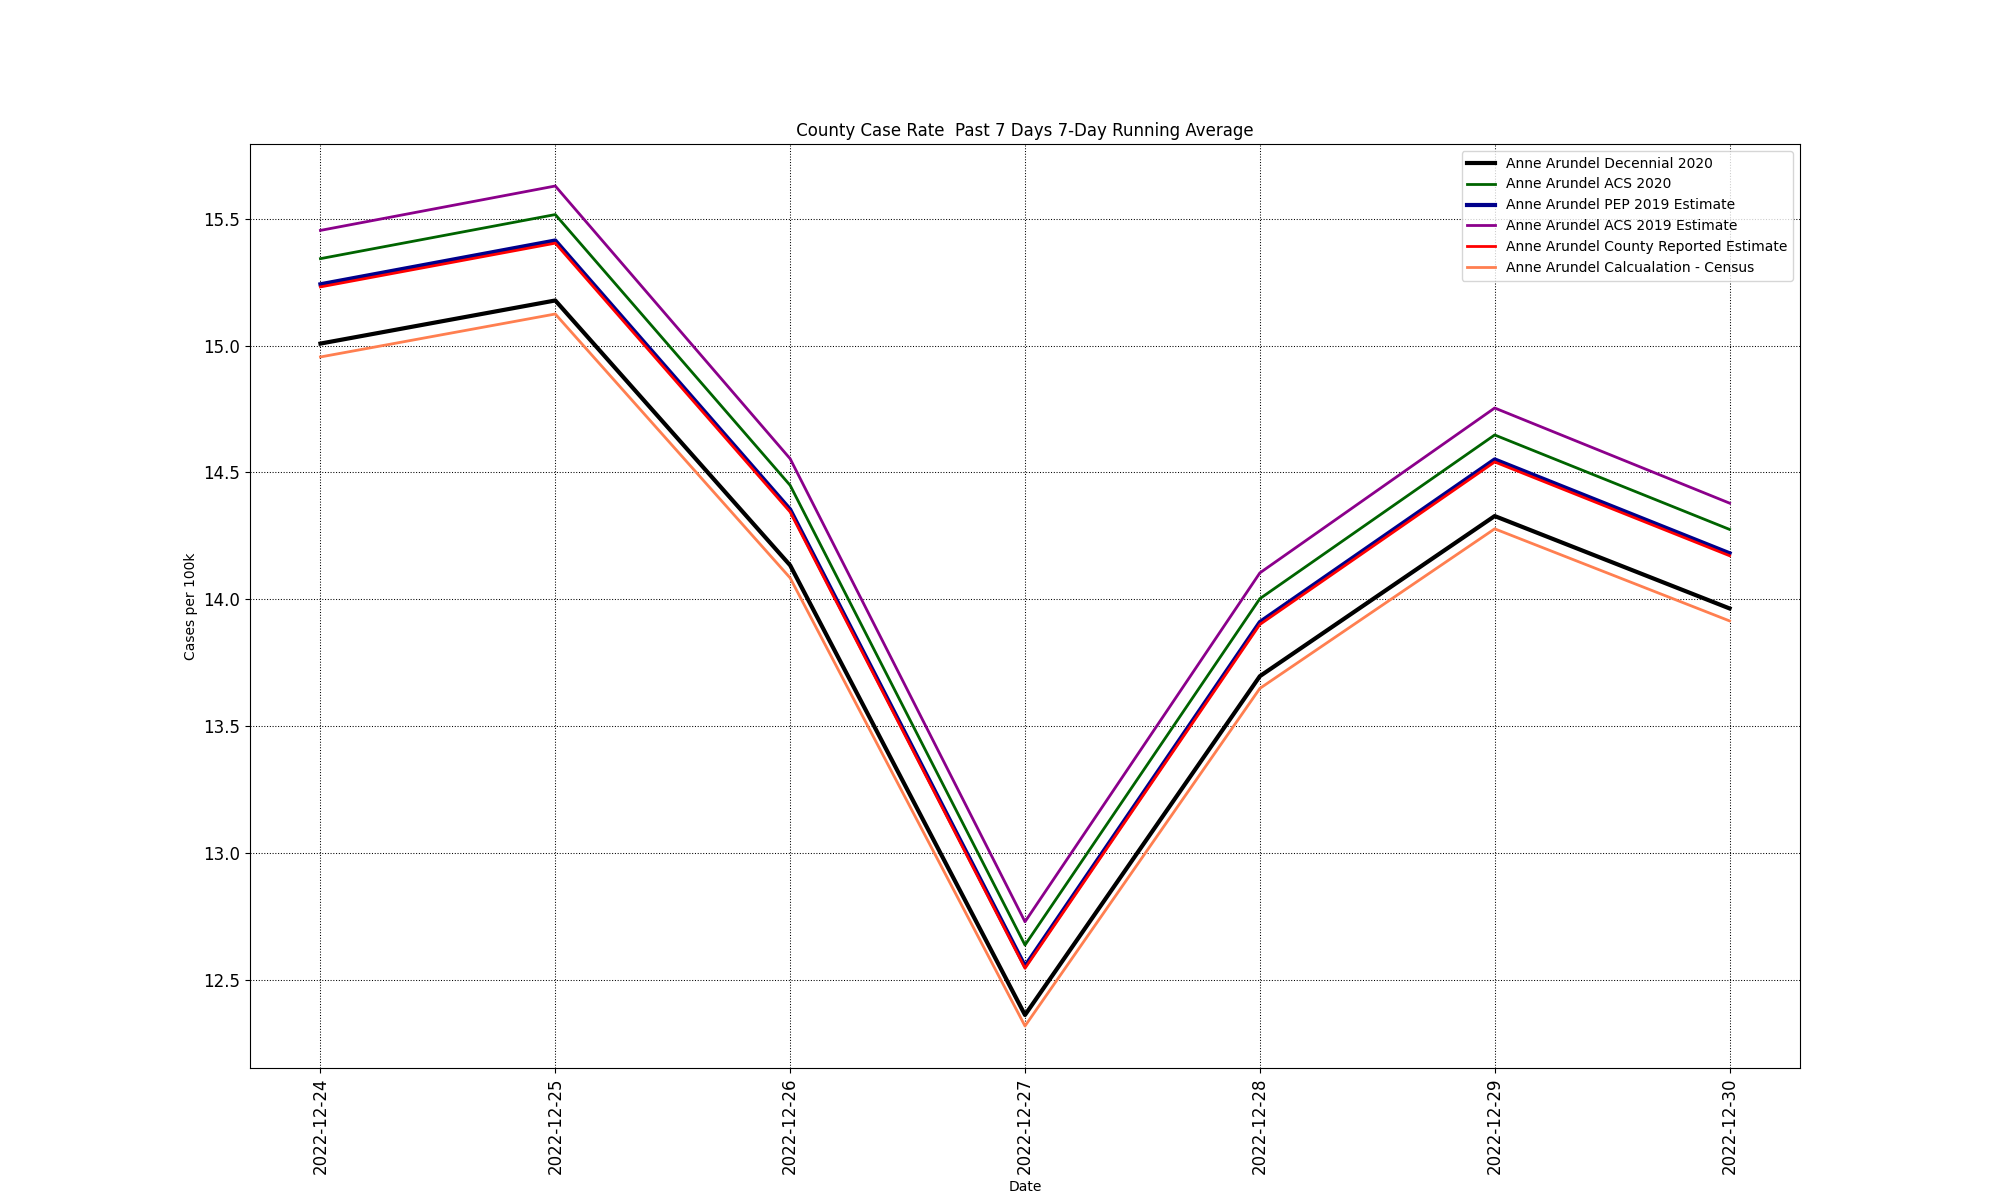 County Case Rate  Past 7 Days 7-Day Running Average
Anne Arundel Decennial 2020
Anne Arundel ACS 2020
Anne Arundel PEP 2019 Estimate
Anne Arundel ACS 2019 Estimate
Anne Arundel County Reported Estimate
Anne Arundel Calcualation - Census
Cases per 100k
15.5
15.0
14.5
14.0
13.5
13.0
12.5
2022-12-24
2022-12-25
2022-12-26
2022-12-27
2022-12-28
2022-12-29
2022-12-30
Date